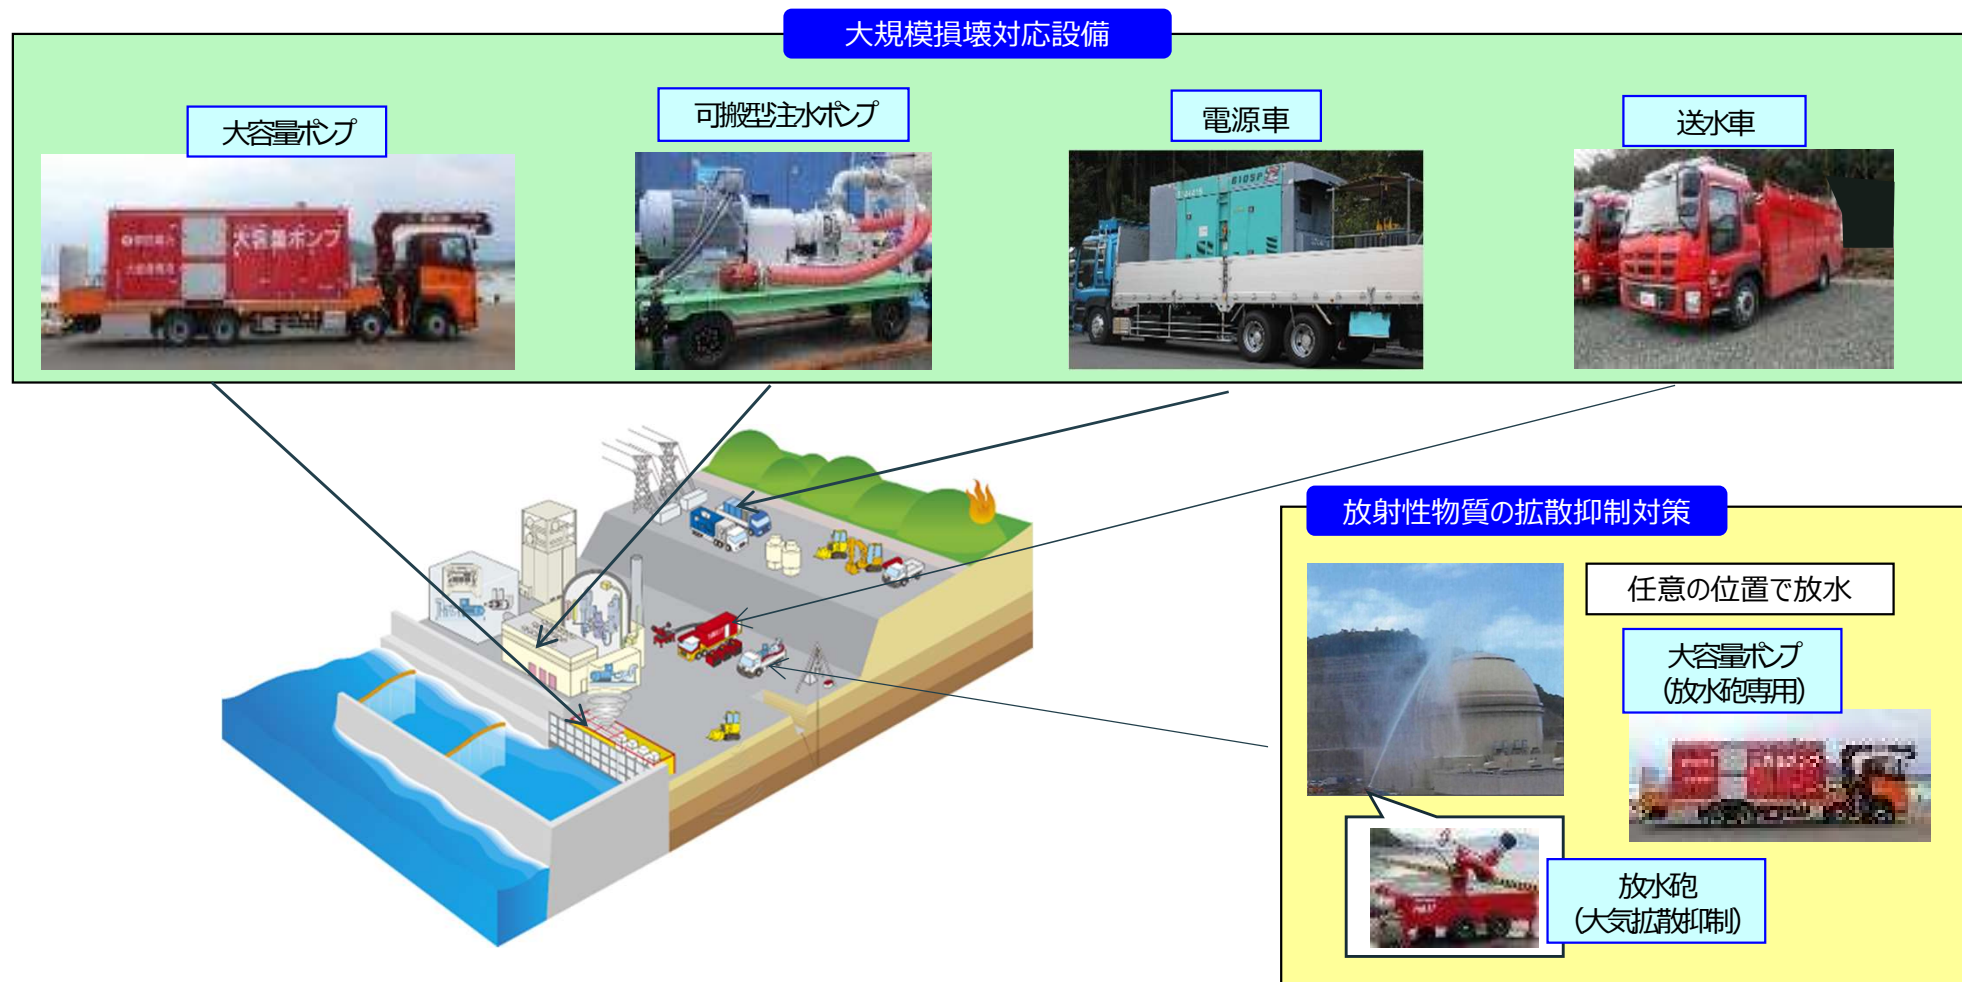 大規模損壊対応設備
大容量ポンプ
可搬型注水ポンプ
電源車
送水車
大容量ポンプ
放射性物質の拡散抑制対策
任意の位置で放水
大容量ポンプ
(放水砲専用)
放水砲
(大気拡散抑制)